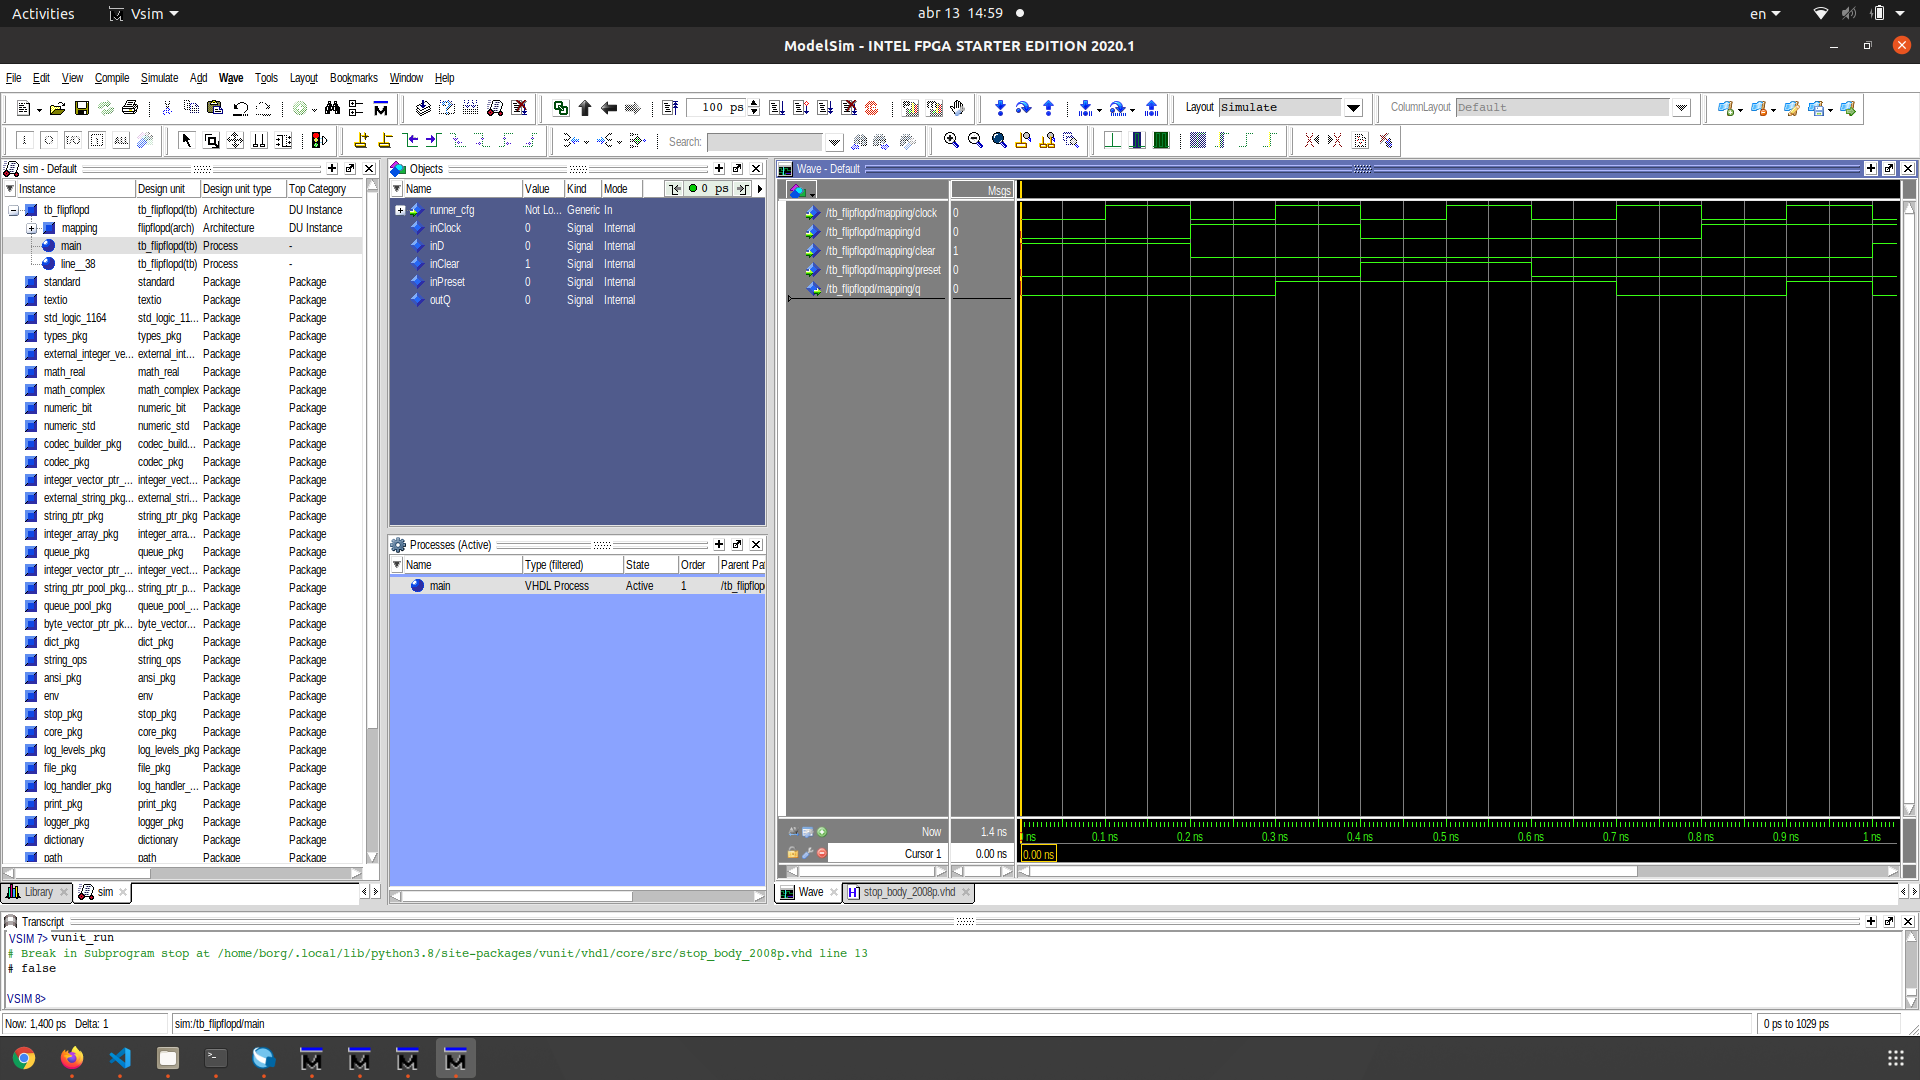 Activities
Vsim
abr 13 14:59
en
ModelSim - INTEL FPGA STARTER EDITION 2020.1
File Edit View Compile Simulate Add Wave Tools Layout Bookmarks Window Help
100 ps
Layout Simulate
ColumnLayout Default
Search:
sim - Default
Instance Design unit Design unit type Top Category
tb_flipflopd tb_flipflopd(tb) Architecture DU Instance
mapping flipflopd(arch) Architecture DU Instance
main tb_flipflopd(tb) Process -
line__38 tb_flipflopd(tb) Process -
standard standard Package Package
textio textio Package Package
std_logic_1164 std_logic_11... Package Package
types_pkg types_pkg Package Package
external_integer_ve... external_int... Package Package
math_real math_real Package Package
math_complex math_complex Package Package
numeric_bit numeric_bit Package Package
numeric_std numeric_std Package Package
codec_builder_pkg codec_build... Package Package
codec_pkg codec_pkg Package Package
integer_vector_ptr_... integer_vect... Package Package
external_string_pkg... external_stri... Package Package
string_ptr_pkg string_ptr_pkg Package Package
integer_array_pkg integer_arra... Package Package
queue_pkg queue_pkg Package Package
integer_vector_ptr_... integer_vect... Package Package
string_ptr_pool_pkg... string_ptr_p... Package Package
queue_pool_pkg queue_pool_... Package Package
byte_vector_ptr_pk... byte_vector... Package Package
dict_pkg dict_pkg Package Package
string_ops string_ops Package Package
ansi_pkg ansi_pkg Package Package
env env Package Package
stop_pkg stop_pkg Package Package
core_pkg core_pkg Package Package
log_levels_pkg log_levels_pkg Package Package
file_pkg file_pkg Package Package
log_handler_pkg log_handler_... Package Package
print_pkg print_pkg Package Package
logger_pkg logger_pkg Package Package
dictionary dictionary Package Package
path path Package Package
Library sim
Objects
Name Value Kind Mode 0 ps
runner_cfg Not Lo... Generic In
inClock 0 Signal Internal
inD 0 Signal Internal
inClear 1 Signal Internal
inPreset 0 Signal Internal
outQ 0 Signal Internal
Processes (Active)
Name Type (filtered) State Order Parent Pat
main VHDL Process Active 1 /tb_flipflop
Wave - Default
Msgs
/tb_flipflopd/mapping/clock 0
/tb_flipflopd/mapping/d 0
/tb_flipflopd/mapping/clear 1
/tb_flipflopd/mapping/preset 0
/tb_flipflopd/mapping/q 0
Now 1.4 ns
ns 0.1 ns 0.2 ns 0.3 ns 0.4 ns 0.5 ns 0.6 ns 0.7 ns 0.8 ns 0.9 ns 1 ns
Cursor 1 0.00 ns 0.00 ns
Wave stop_body_2008p.vhd
Transcript
VSIM 7> vunit_run
# Break in Subprogram stop at /home/borg/.local/lib/python3.8/site-packages/vunit/vhdl/core/src/stop_body_2008p.vhd line 13
# false
VSIM 8>
Now: 1,400 ps Delta: 1
sim:/tb_flipflopd/main
0 ps to 1029 ps